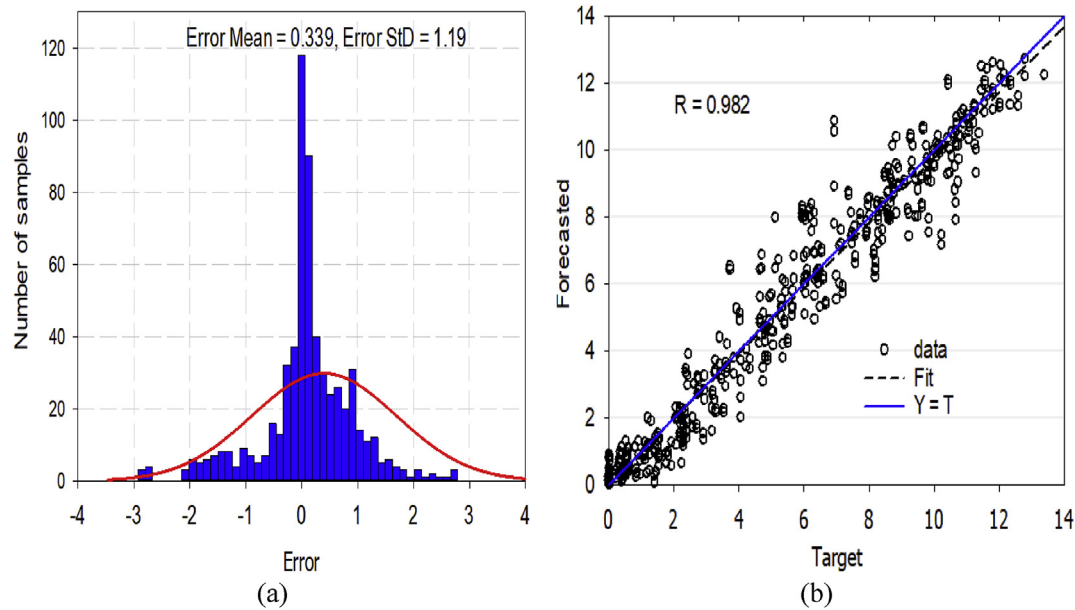 Error Mean = 0.339, Error StD = 1.19
Number of samples
120
100
80
60
40
20
0
-4 -3 -2 -1 0 1 2 3 4
Error
(a)
R = 0.982
Forecasted
14
12
10
8
6
4
2
0
data
Fit
Y = T
0 2 4 6 8 10 12 14
Target
(b)